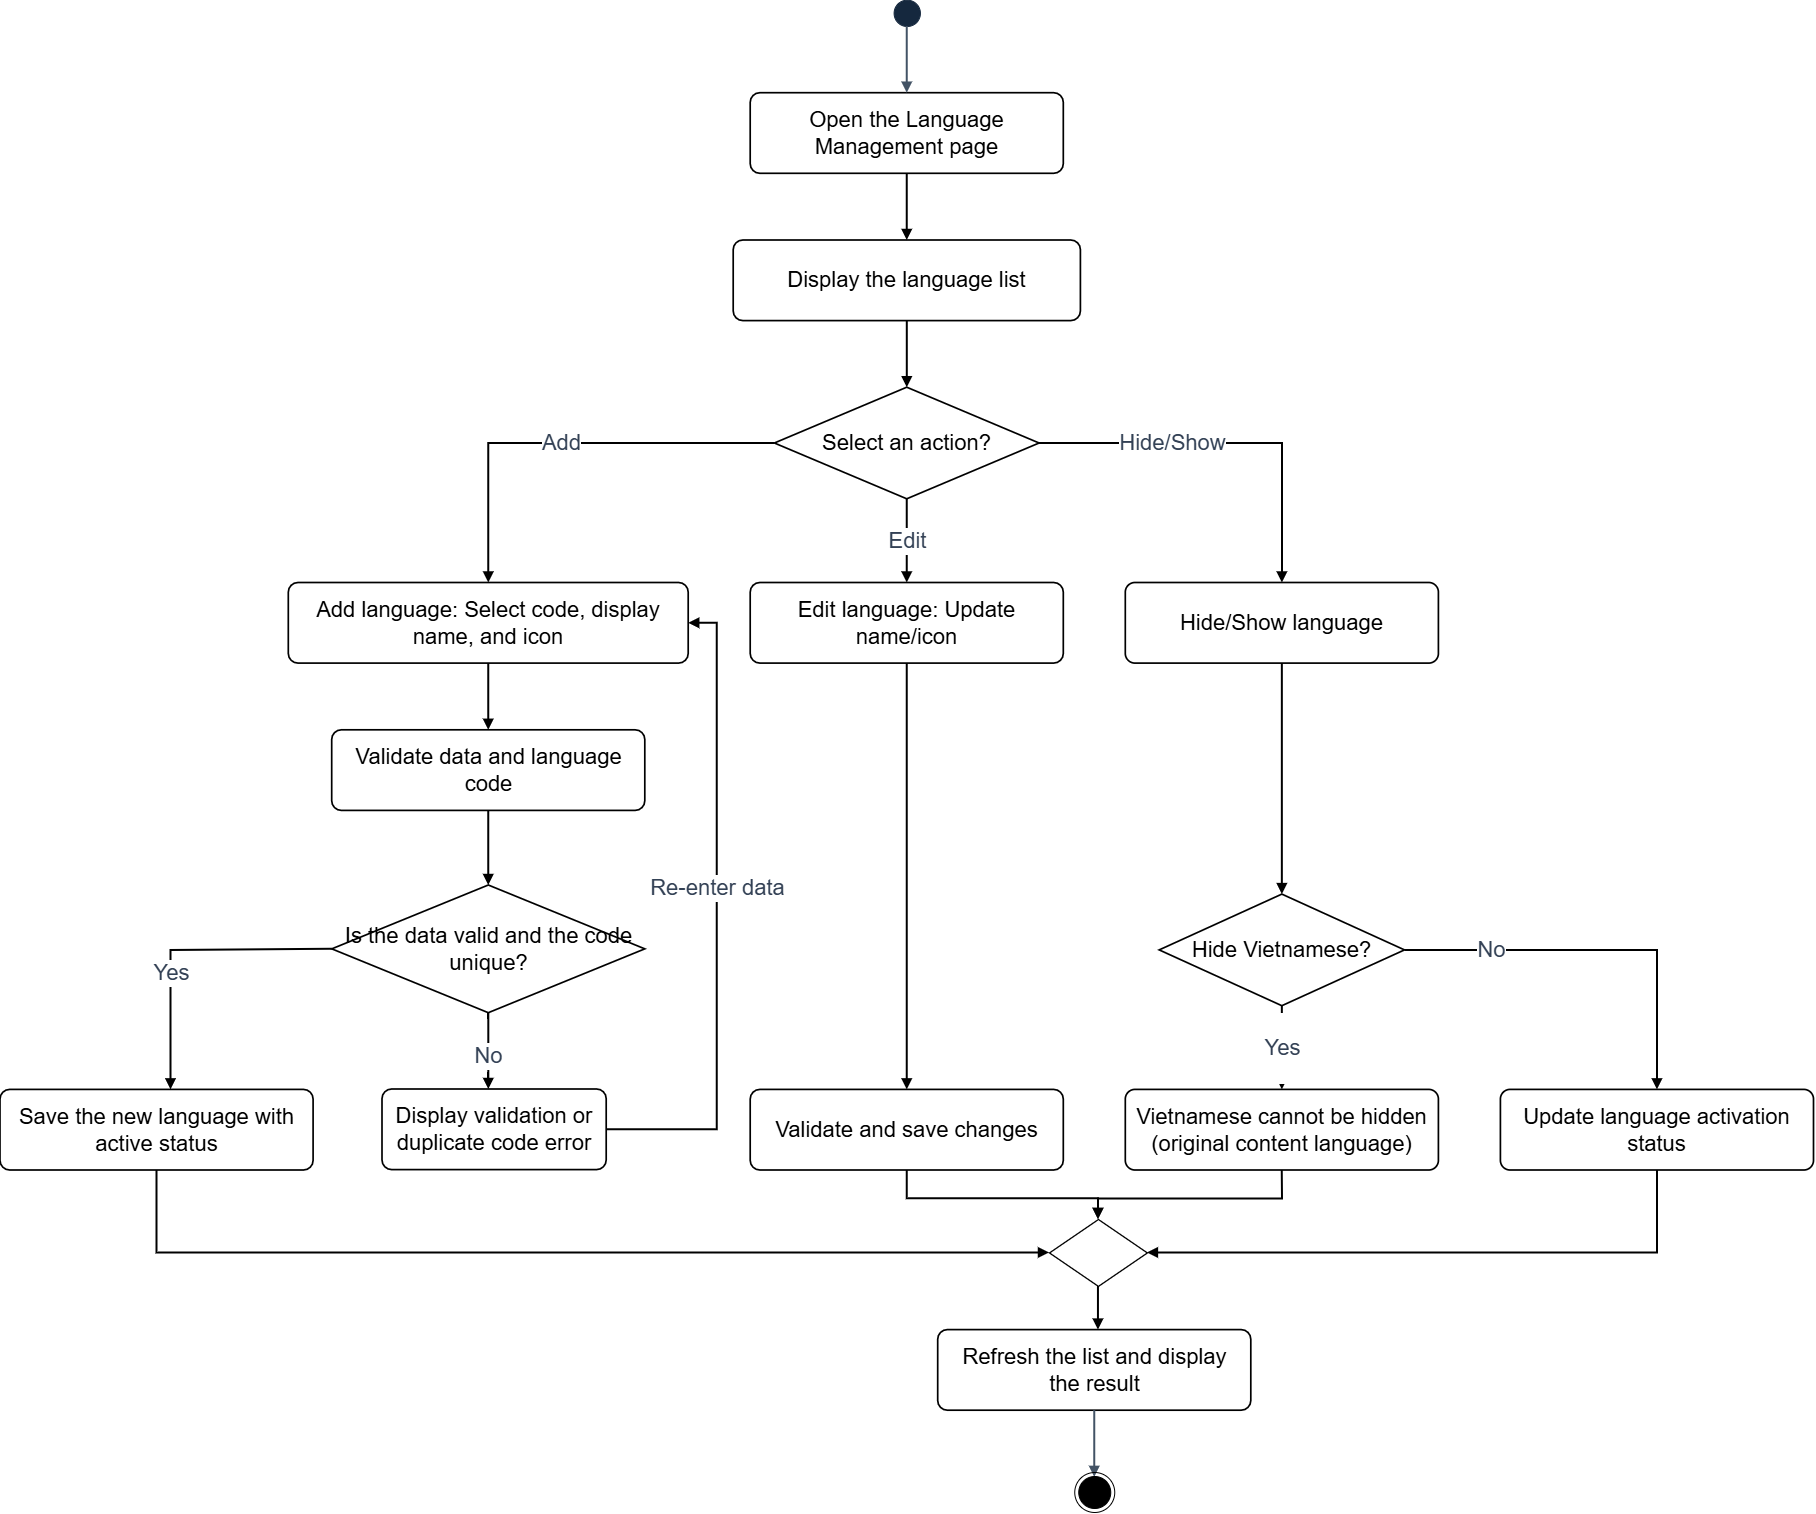 Open the Language
Management page
Display the language list
Select an action?
Add
Hide/Show
Edit
Add language: Select code, display
name, and icon
Edit language: Update
name/icon
Hide/Show language
Validate data and language
code
Re-enter data
Is the data valid and the code
unique?
Hide Vietnamese?
No
Yes
No
Yes
Save the new language with
active status
Display validation or
duplicate code error
Validate and save changes
Vietnamese cannot be hidden
(original content language)
Update language activation
status
Refresh the list and display
the result